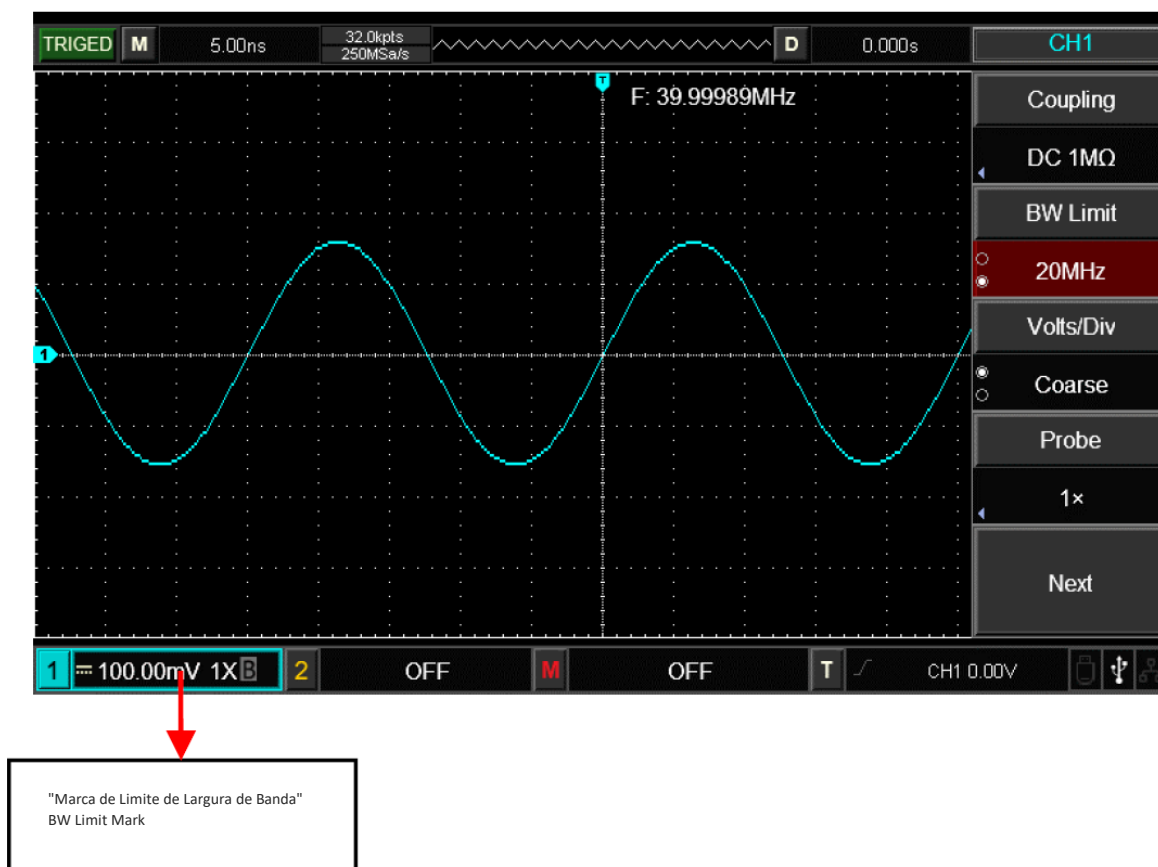 TRIGED M 5.00ns 32.0kpts D 0.000s CH1
250MSa/s
T
F: 39.99989MHz
Coupling
DC 1MΩ
BW Limit
20MHz
Volts/Div
1
Coarse
Probe
1×
Next
1 100.00mV 1X B 2 OFF M OFF T CH1 0.00V
"Marca de Limite de Largura de Banda"
BW Limit Mark